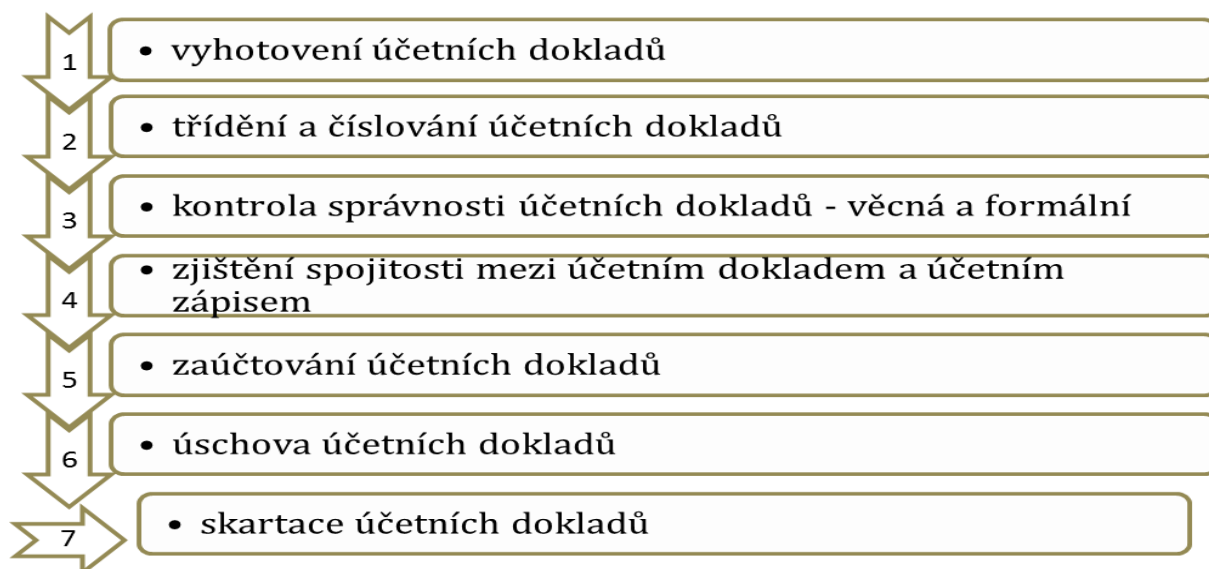 1
• vyhotovení účetních dokladů
2
• třídění a číslování účetních dokladů
3
• kontrola správnosti účetních dokladů - věcná a formální
4
• zjištění spojitosti mezi účetním dokladem a účetním
zápisem
5
• zaúčtování účetních dokladů
6
• úschova účetních dokladů
7
• skartace účetních dokladů